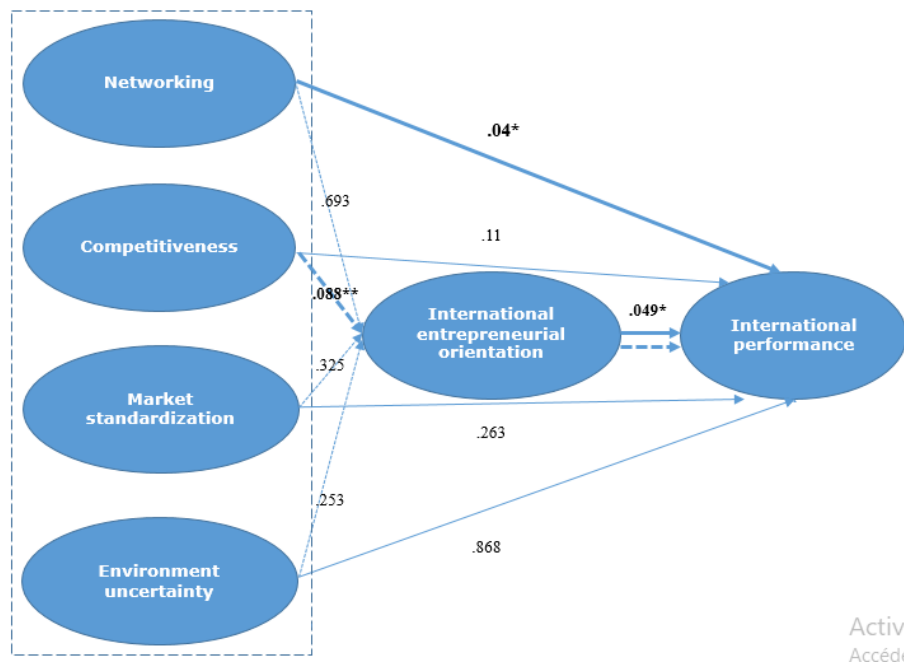 Networking
.04*
.693
Competitiveness
.11
.088**
International
entrepreneurial
orientation
.049*
International
performance
.325
Market
standardization
.263
.253
.868
Environment
uncertainty
Activ
Accéde